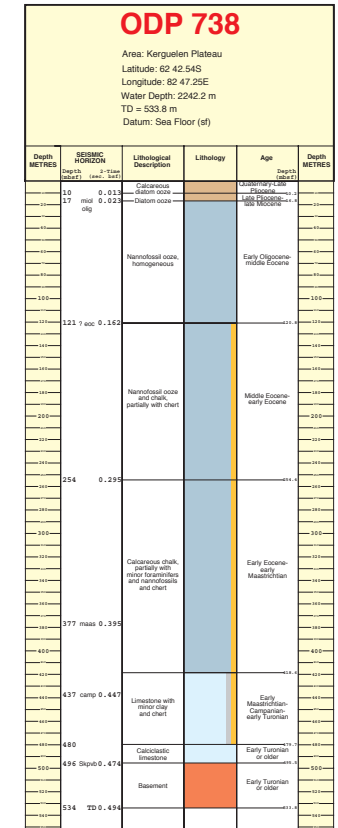 ODP 738
Area: Kerguelen Plateau
Latitude: 62 42.54S
Longitude: 82 47.25E
Water Depth: 2242.2 m
TD = 533.8 m
Datum: Sea Floor (sf)
Depth METRES
SEISMIC HORIZON
Depth (mbsf)
2-Time (sec. bsf)
Lithological Description
Lithology
Age
Depth (mbsf)
Depth METRES
10 0.013
17 miol 0.023
olig
121 ? eoc 0.162
254 0.295
377 maas 0.395
437 camp 0.447
480
496 Skpvb 0.474
534 TD 0.494
Calcareous
diatom ooze
Diatom ooze
Nannofossil ooze,
homogeneous
Nannofossil ooze
and chalk,
partially with chert
Calcareous chalk,
partially with
minor foraminifers
and nannofossils
and chert
Limestone with
minor clay
and chert
Calciclastic
limestone
Basement
Quaternary-Late
Pliocene
Late Pliocene-
late Miocene
Early Oligocene-
middle Eocene
Middle Eocene-
early Eocene
Early Eocene-
early
Maastrichtian
Early
Maastrichtian-
Campanian-
early Turonian
Early Turonian
or older
Early Turonian
or older
100
200
300
400
500
100
200
300
400
500